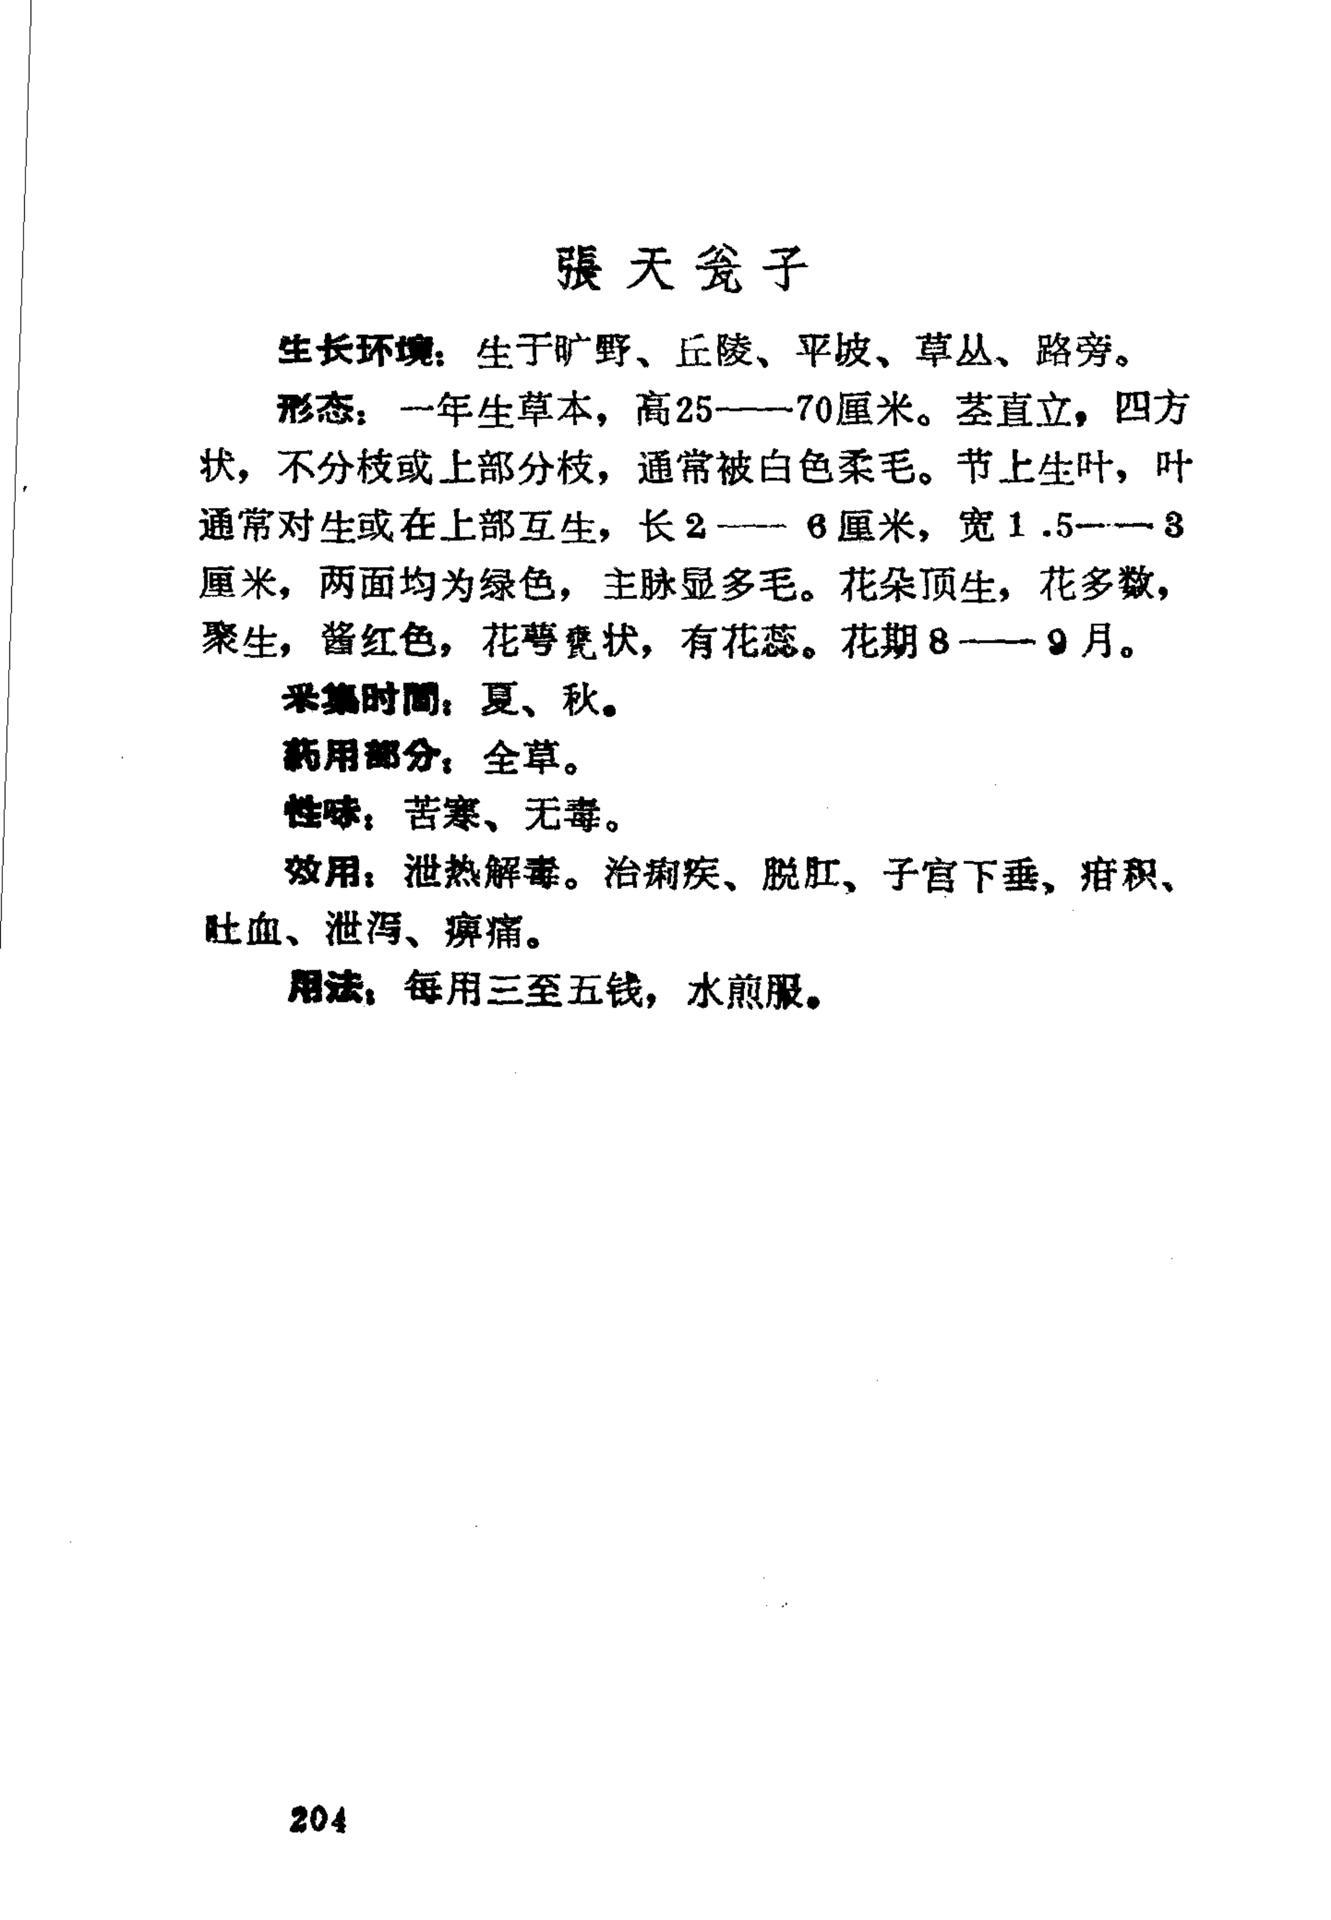 張天瓮子
生长环境：生于旷野、丘陵、平坡、草丛、路旁。
形态：一年生草本，高25——70厘米。茎直立，四方
状，不分枝或上部分枝，通常被白色柔毛。节上生叶，叶
通常对生或在上部互生，长2——6厘米，宽1.5——3
厘米，两面均为绿色，主脉显多毛。花朵顶生，花多数，
聚生，酱红色，花萼甕状，有花蕊。花期8——9月。
采集时間：夏、秋。
药用部分：全草。
性味：苦寒、无毒。
效用：泄热解毒。治痢疾、脱肛、子宫下垂、疳积、
吐血、泄泻、痹痛。
用法：每用三至五钱，水煎服。
204